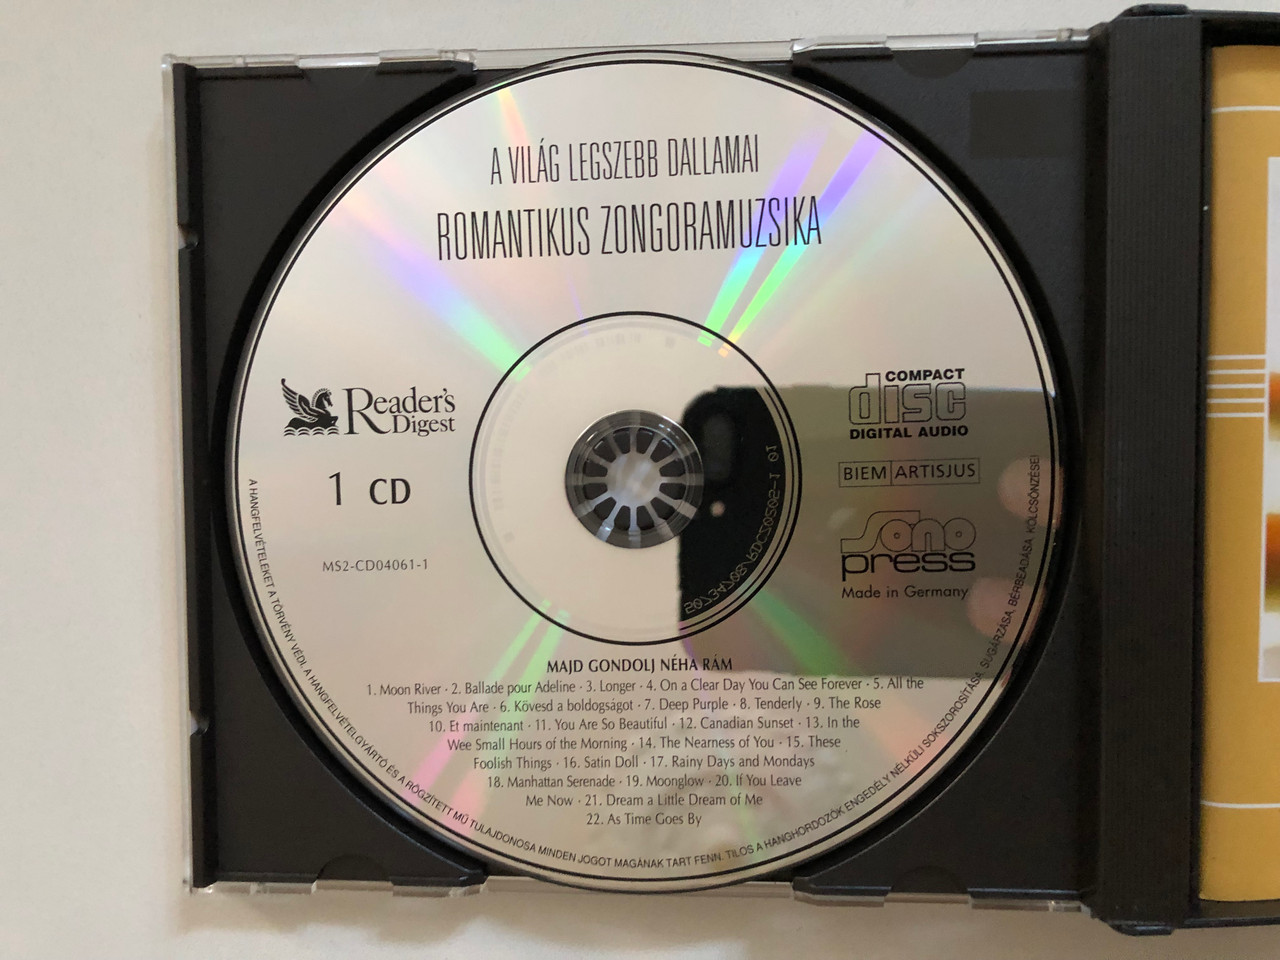 A VILÁG LEGSZEBB DALLAMAI
ROMANTIKUS ZONGORAMUZSIKA
Reader's
Digest
1 CD
MS2-CD04061-1
COMPACT
disc
DIGITAL AUDIO
BIEM ARTISJUS
Sono
press
Made in Germany
MAJD GONDOLJ NÉHA RÁM
1. Moon River · 2. Ballade pour Adeline · 3. Longer · 4. On a Clear Day You Can See Forever · 5. All the
Things You Are · 6. Kövesd a boldogságot · 7. Deep Purple · 8. Tenderly · 9. The Rose
10. Et maintenant · 11. You Are So Beautiful · 12. Canadian Sunset · 13. In the
Wee Small Hours of the Morning · 14. The Nearness of You · 15. These
Foolish Things · 16. Satin Doll · 17. Rainy Days and Mondays
18. Manhattan Serenade · 19. Moonglow · 20. If You Leave
Me Now · 21. Dream a Little Dream of Me
22. As Time Goes By
A HANGFELVÉTELEKET A TÖRVÉNY VÉDI. A HANGFELVÉTELGYÁRTÓ ÉS A RÖGZÍTETT MŰ TULAJDONOSA MINDEN JOGOT MAGÁNAK TART FENN. TILOS A HANGHORDOZÓK ENGEDÉLY NÉLKÜLI SOKSZOROSÍTÁSA, SUGÁRZÁSA, BÉRBEADÁSA, KÖLCSÖNZÉSE!